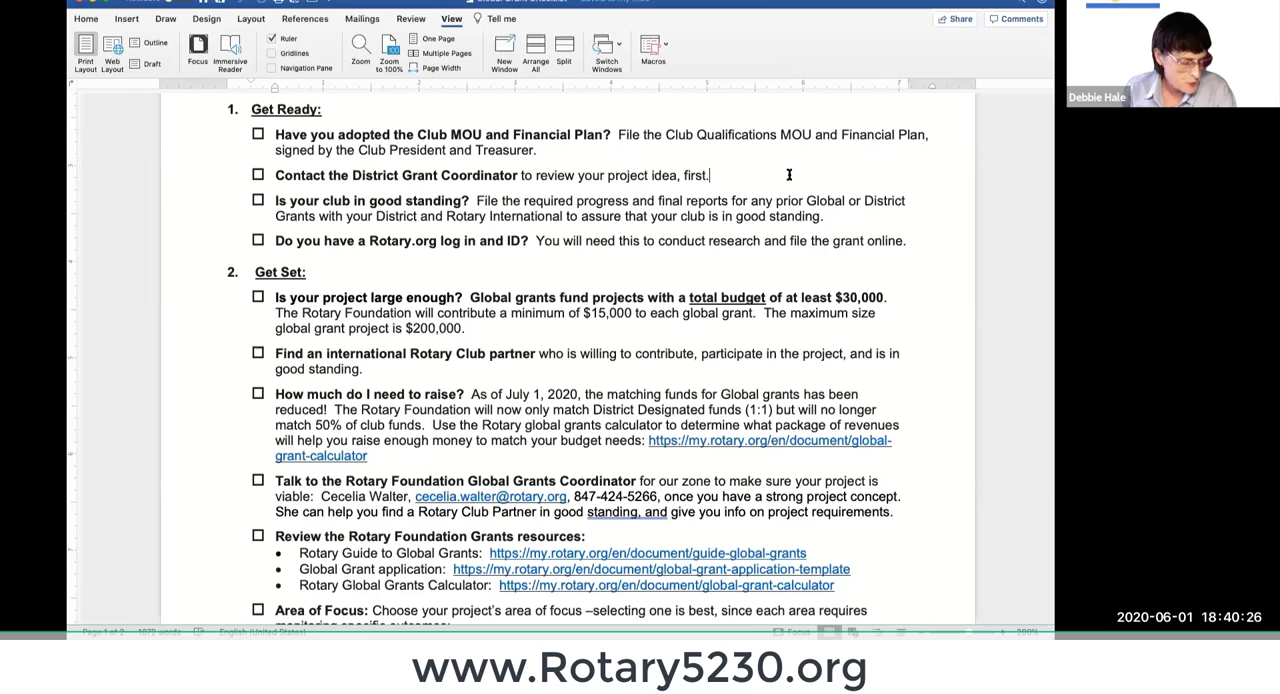 Home Insert Draw Design Layout References Mailings Review View Tell me
Share Comments
Print Layout
Web Layout
Outline
Draft
Focus
Immersive Reader
Ruler
Gridlines
Navigation Pane
Zoom
Zoom to 100%
One Page
Multiple Pages
Page Width
New Window
Arrange All
Split
Switch Windows
Macros
Debbie Hale
1. Get Ready:
Have you adopted the Club MOU and Financial Plan? File the Club Qualifications MOU and Financial Plan,
signed by the Club President and Treasurer.
Contact the District Grant Coordinator to review your project idea, first.
Is your club in good standing? File the required progress and final reports for any prior Global or District
Grants with your District and Rotary International to assure that your club is in good standing.
Do you have a Rotary.org log in and ID? You will need this to conduct research and file the grant online.
2. Get Set:
Is your project large enough? Global grants fund projects with a total budget of at least $30,000.
The Rotary Foundation will contribute a minimum of $15,000 to each global grant. The maximum size
global grant project is $200,000.
Find an international Rotary Club partner who is willing to contribute, participate in the project, and is in
good standing.
How much do I need to raise? As of July 1, 2020, the matching funds for Global grants has been
reduced! The Rotary Foundation will now only match District Designated funds (1:1) but will no longer
match 50% of club funds. Use the Rotary global grants calculator to determine what package of revenues
will help you raise enough money to match your budget needs: https://my.rotary.org/en/document/global-
grant-calculator
Talk to the Rotary Foundation Global Grants Coordinator for our zone to make sure your project is
viable: Cecelia Walter, cecelia.walter@rotary.org, 847-424-5266, once you have a strong project concept.
She can help you find a Rotary Club Partner in good standing, and give you info on project requirements.
Review the Rotary Foundation Grants resources:
• Rotary Guide to Global Grants: https://my.rotary.org/en/document/guide-global-grants
• Global Grant application: https://my.rotary.org/en/document/global-grant-application-template
• Rotary Global Grants Calculator: https://my.rotary.org/en/document/global-grant-calculator
Area of Focus: Choose your project's area of focus –selecting one is best, since each area requires
2020-06-01 18:40:26
www.Rotary5230.org